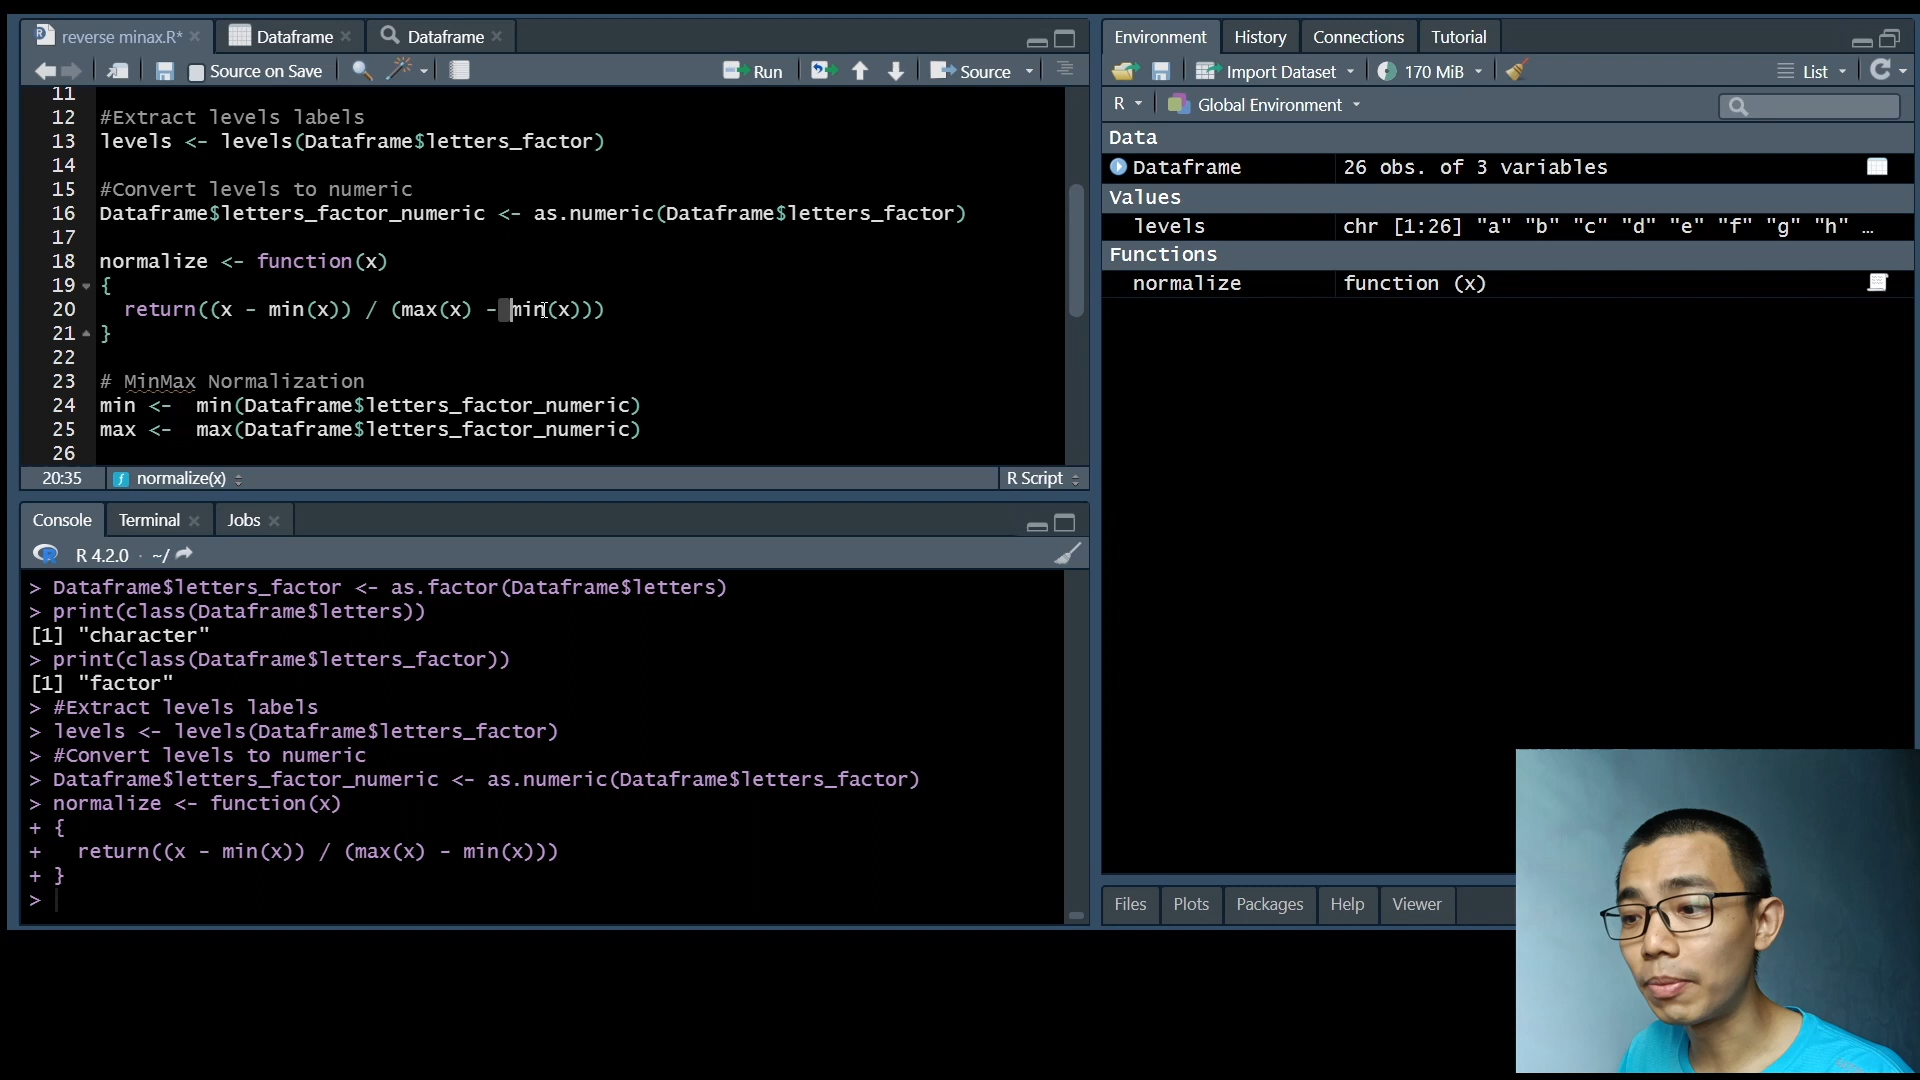 reverse minax.R*
Dataframe
Dataframe
Source on Save
Run
Source
11
12 #Extract levels labels
13 levels <- levels(Dataframe$letters_factor)
14
15 #Convert levels to numeric
16 Dataframe$letters_factor_numeric <- as.numeric(Dataframe$letters_factor)
17
18 normalize <- function(x)
19 {
20 return((x - min(x)) / (max(x) - min(x)))
21 }
22
23 # MinMax Normalization
24 min <-  min(Dataframe$letters_factor_numeric)
25 max <-  max(Dataframe$letters_factor_numeric)
26
20:35
normalize(x)
R Script
Console
Terminal
Jobs
R 4.2.0 · ~/
> Dataframe$letters_factor <- as.factor(Dataframe$letters)
> print(class(Dataframe$letters))
[1] "character"
> print(class(Dataframe$letters_factor))
[1] "factor"
> #Extract levels labels
> levels <- levels(Dataframe$letters_factor)
> #Convert levels to numeric
> Dataframe$letters_factor_numeric <- as.numeric(Dataframe$letters_factor)
> normalize <- function(x)
+ {
+   return((x - min(x)) / (max(x) - min(x)))
+ }
>
Environment
History
Connections
Tutorial
Import Dataset
170 MiB
List
R
Global Environment
Data
Dataframe 26 obs. of 3 variables
Values
levels chr [1:26] "a" "b" "c" "d" "e" "f" "g" "h" …
Functions
normalize function (x)
Files
Plots
Packages
Help
Viewer